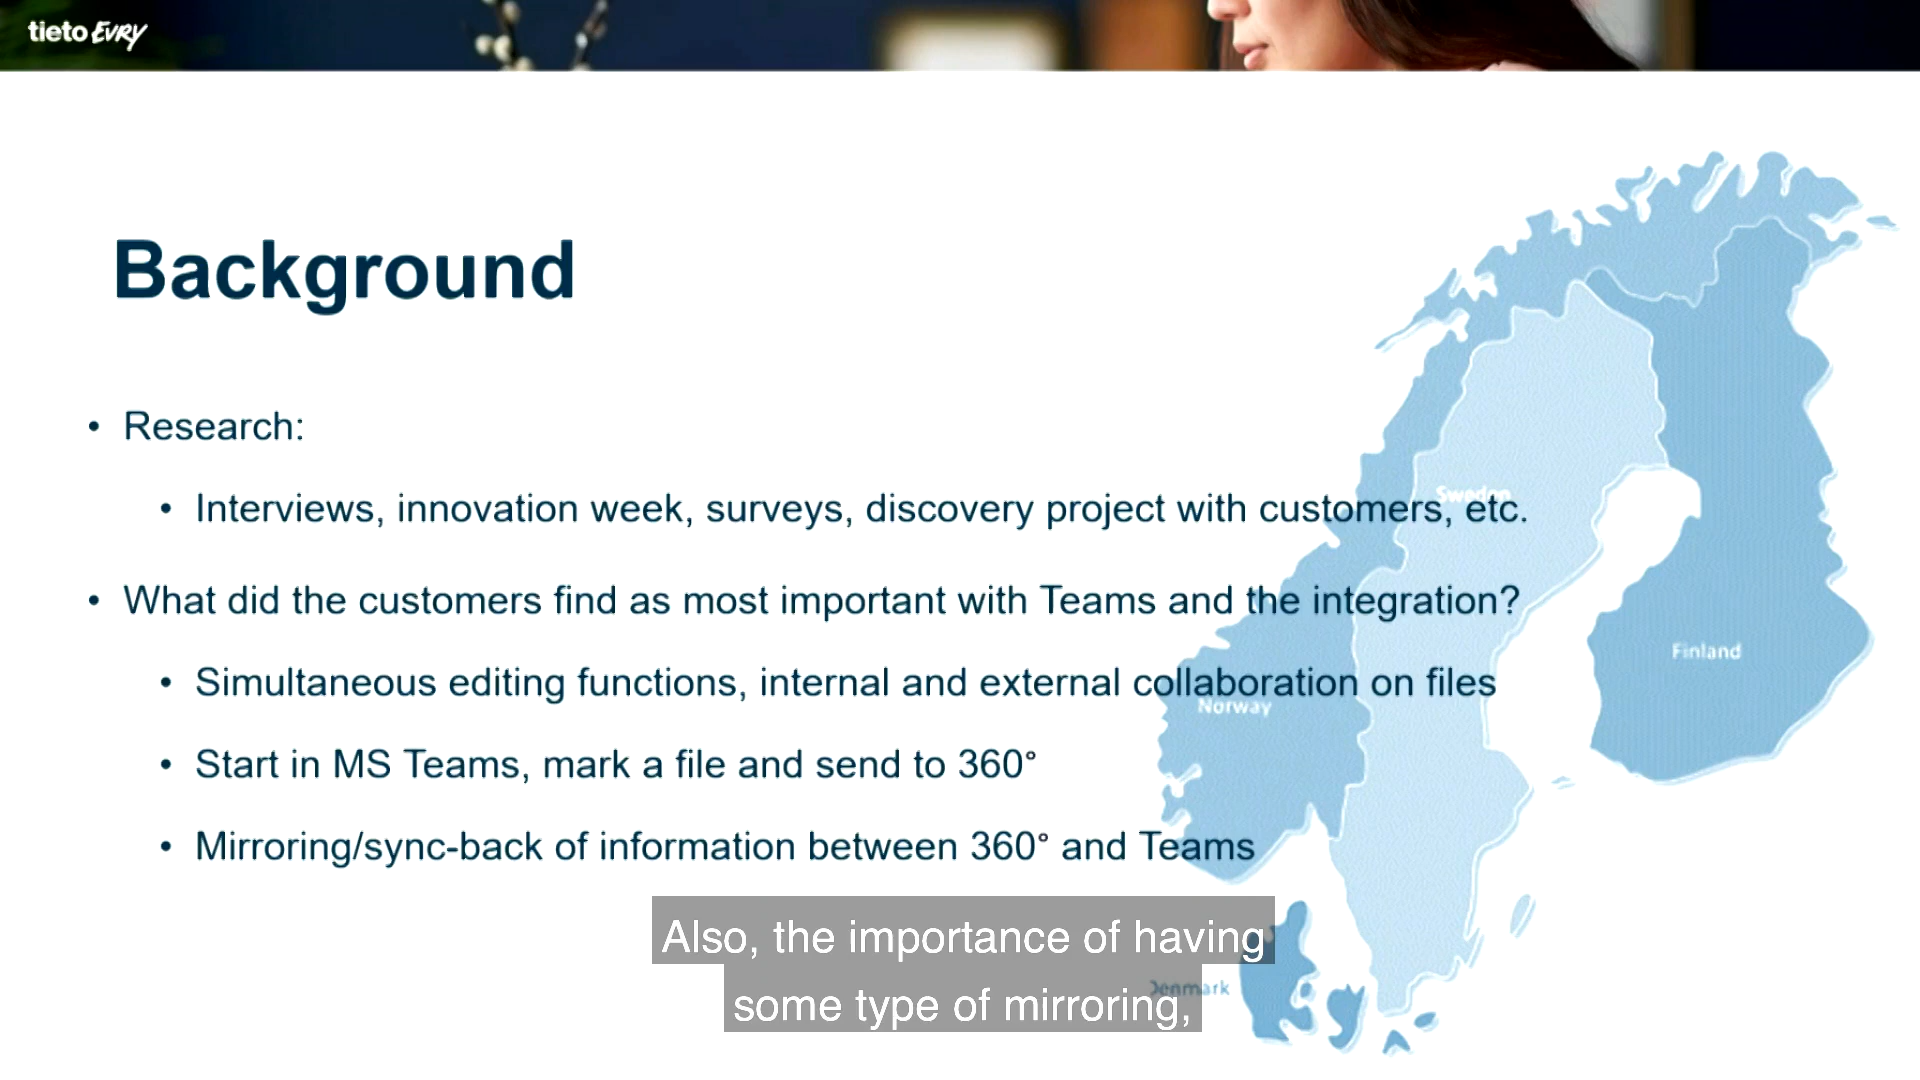 tieto EVRY
Background
• Research:
• Interviews, innovation week, surveys, discovery project with customers, etc.
Sweden
• What did the customers find as most important with Teams and the integration?
Finland
• Simultaneous editing functions, internal and external collaboration on files
Norway
• Start in MS Teams, mark a file and send to 360°
• Mirroring/sync-back of information between 360° and Teams
Also, the importance of having
Denmark
some type of mirroring,